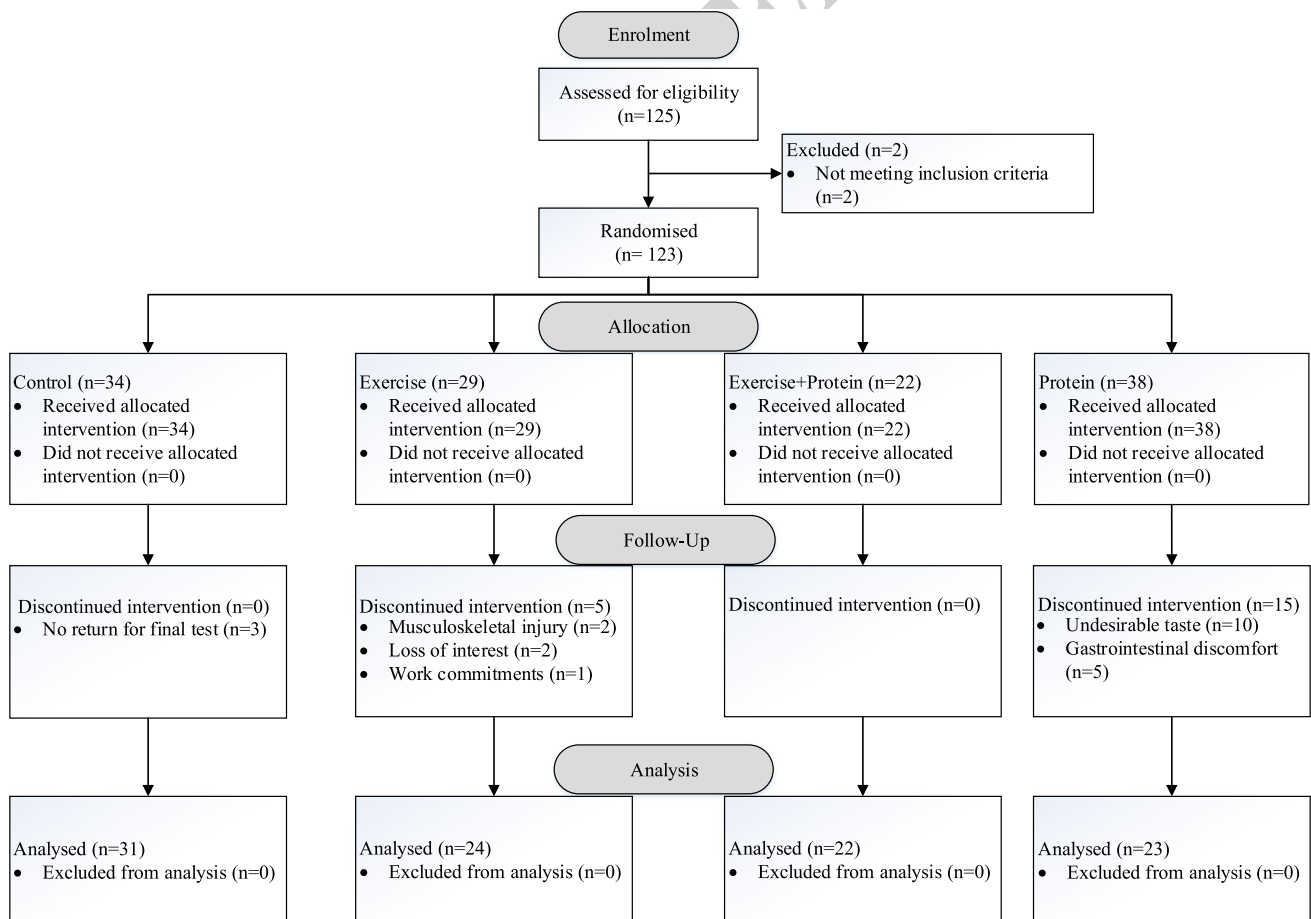 Enrolment
Assessed for eligibility
(n=125)
Excluded (n=2)
• Not meeting inclusion criteria
(n=2)
Randomised
(n= 123)
Allocation
Control (n=34)
• Received allocated
intervention (n=34)
• Did not receive allocated
intervention (n=0)
Exercise (n=29)
• Received allocated
intervention (n=29)
• Did not receive allocated
intervention (n=0)
Exercise+Protein (n=22)
• Received allocated
intervention (n=22)
• Did not receive allocated
intervention (n=0)
Protein (n=38)
• Received allocated
intervention (n=38)
• Did not receive allocated
intervention (n=0)
Follow-Up
Discontinued intervention (n=0)
• No return for final test (n=3)
Discontinued intervention (n=5)
• Musculoskeletal injury (n=2)
• Loss of interest (n=2)
• Work commitments (n=1)
Discontinued intervention (n=0)
Discontinued intervention (n=15)
• Undesirable taste (n=10)
• Gastrointestinal discomfort
(n=5)
Analysis
Analysed (n=31)
• Excluded from analysis (n=0)
Analysed (n=24)
• Excluded from analysis (n=0)
Analysed (n=22)
• Excluded from analysis (n=0)
Analysed (n=23)
• Excluded from analysis (n=0)